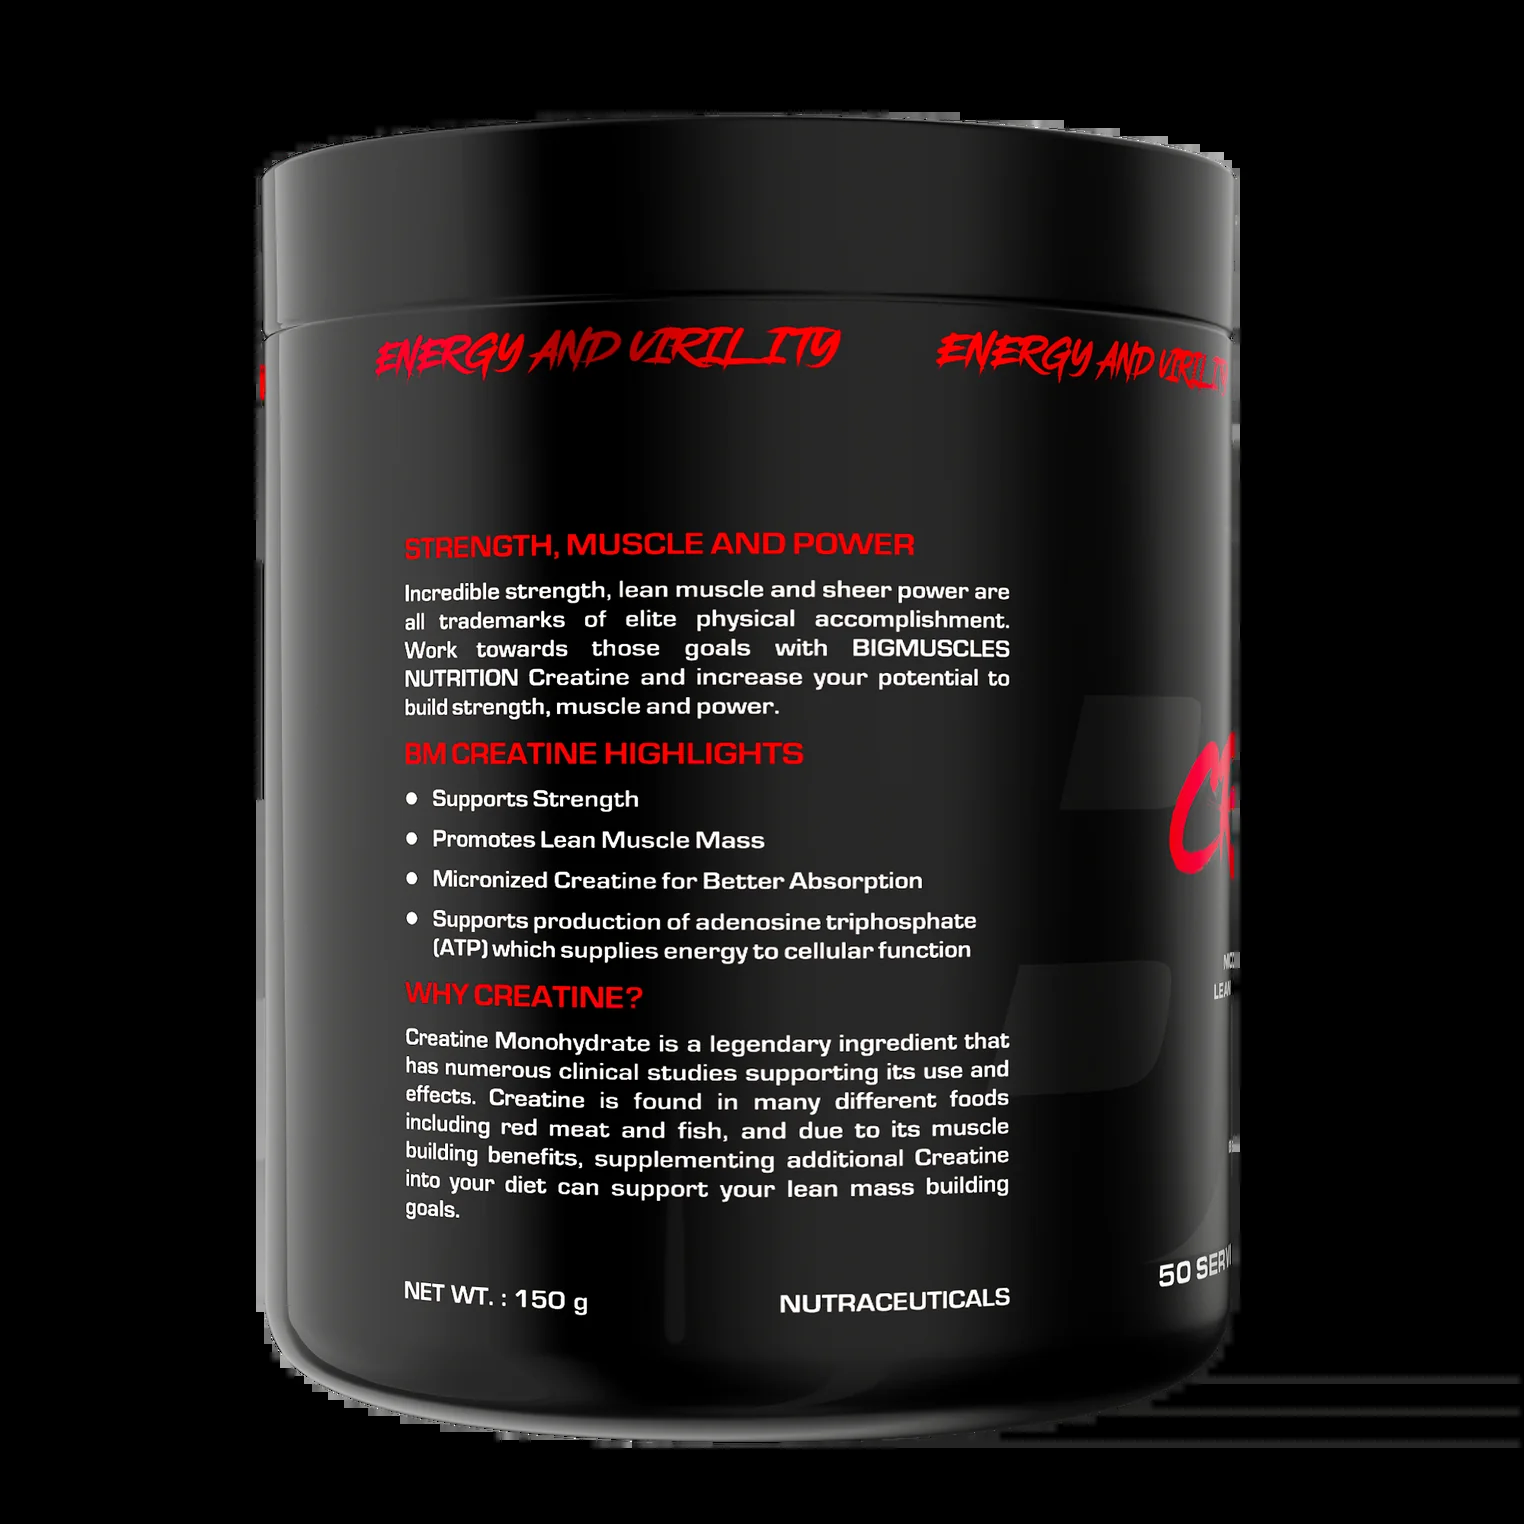 ENERGY AND VIRILITY
ENERGY AND VIRILITY
STRENGTH, MUSCLE AND POWER
Incredible strength, lean muscle and sheer power are
all trademarks of elite physical accomplishment.
Work towards those goals with BIGMUSCLES
NUTRITION Creatine and increase your potential to
build strength, muscle and power.
BM CREATINE HIGHLIGHTS
• Supports Strength
• Promotes Lean Muscle Mass
• Micronized Creatine for Better Absorption
• Supports production of adenosine triphosphate
(ATP) which supplies energy to cellular function
WHY CREATINE?
Creatine Monohydrate is a legendary ingredient that
has numerous clinical studies supporting its use and
effects. Creatine is found in many different foods
including red meat and fish, and due to its muscle
building benefits, supplementing additional Creatine
into your diet can support your lean mass building
goals.
NET WT. : 150 g
NUTRACEUTICALS
LEAN
50 SERVI